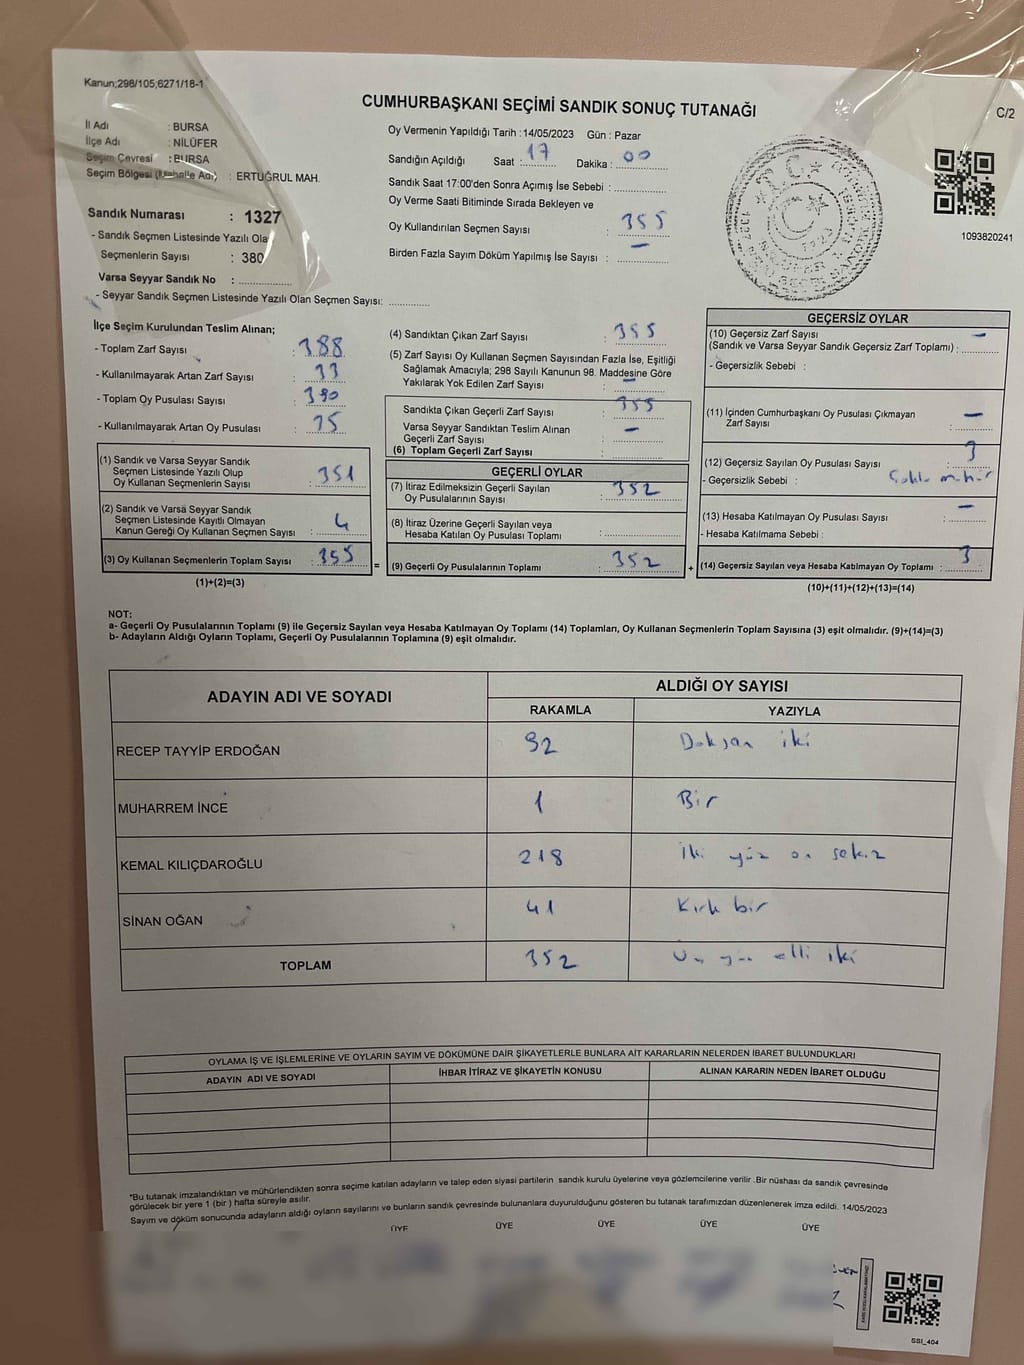 Kanun;298/105;6271/18-1
CUMHURBAŞKANI SEÇİMİ SANDIK SONUÇ TUTANAĞI
C/2
İl Adı : BURSA
İlçe Adı : NİLÜFER
Seçim Çevresi : BURSA
Seçim Bölgesi (Mahalle Adı) : ERTUĞRUL MAH.
Sandık Numarası : 1327
- Sandık Seçmen Listesinde Yazılı Olan
Seçmenlerin Sayısı : 380
Varsa Seyyar Sandık No :
- Seyyar Sandık Seçmen Listesinde Yazılı Olan Seçmen Sayısı:
Oy Vermenin Yapıldığı Tarih : 14/05/2023 Gün : Pazar
Sandığın Açıldığı Saat : 17 Dakika : 00
Sandık Saat 17:00'den Sonra Açımış İse Sebebi :
Oy Verme Saati Bitiminde Sırada Bekleyen ve
Oy Kullandırılan Seçmen Sayısı : 355
Birden Fazla Sayım Döküm Yapılmış İse Sayısı : -
1093820241
İlçe Seçim Kurulundan Teslim Alınan;
- Toplam Zarf Sayısı : 388
- Kullanılmayarak Artan Zarf Sayısı : 33
- Toplam Oy Pusulası Sayısı : 390
- Kullanılmayarak Artan Oy Pusulası : 35
(1) Sandık ve Varsa Seyyar Sandık
Seçmen Listesinde Yazılı Olup
Oy Kullanan Seçmenlerin Sayısı : 351
(2) Sandık ve Varsa Seyyar Sandık
Seçmen Listesinde Kayıtlı Olmayan
Kanun Gereği Oy Kullanan Seçmen Sayısı : 4
(3) Oy Kullanan Seçmenlerin Toplam Sayısı : 355
(1)+(2)=(3)
(4) Sandıktan Çıkan Zarf Sayısı : 355
(5) Zarf Sayısı Oy Kullanan Seçmen Sayısından Fazla İse, Eşitliği
Sağlamak Amacıyla; 298 Sayılı Kanunun 98. Maddesine Göre
Yakılarak Yok Edilen Zarf Sayısı : -
Sandıkta Çıkan Geçerli Zarf Sayısı : 355
Varsa Seyyar Sandıktan Teslim Alınan
Geçerli Zarf Sayısı : -
(6) Toplam Geçerli Zarf Sayısı :
GEÇERLİ OYLAR
(7) İtiraz Edilmeksizin Geçerli Sayılan
Oy Pusulalarının Sayısı : 352
(8) İtiraz Üzerine Geçerli Sayılan veya
Hesaba Katılan Oy Pusulası Toplamı :
= (9) Geçerli Oy Pusulalarının Toplamı : 352
GEÇERSİZ OYLAR
(10) Geçersiz Zarf Sayısı -
(Sandık ve Varsa Seyyar Sandık Geçersiz Zarf Toplamı) :
- Geçersizlik Sebebi :
(11) İçinden Cumhurbaşkanı Oy Pusulası Çıkmayan
Zarf Sayısı : -
(12) Geçersiz Sayılan Oy Pusulası Sayısı : 3
- Geçersizlik Sebebi :
(13) Hesaba Katılmayan Oy Pusulası Sayısı : -
- Hesaba Katılmama Sebebi :
+ (14) Geçersiz Sayılan veya Hesaba Katılmayan Oy Toplamı : 3
(10)+(11)+(12)+(13)=(14)
NOT:
a- Geçerli Oy Pusulalarının Toplamı (9) ile Geçersiz Sayılan veya Hesaba Katılmayan Oy Toplamı (14) Toplamları, Oy Kullanan Seçmenlerin Toplam Sayısına (3) eşit olmalıdır. (9)+(14)=(3)
b- Adayların Aldığı Oyların Toplamı, Geçerli Oy Pusulalarının Toplamına (9) eşit olmalıdır.
ADAYIN ADI VE SOYADI ALDIĞI OY SAYISI
RAKAMLA YAZIYLA
RECEP TAYYİP ERDOĞAN 92 Doksan iki
MUHARREM İNCE 1 Bir
KEMAL KILIÇDAROĞLU 218 İki yüz on sekiz
SİNAN OĞAN 41 Kırk bir
TOPLAM 352 Üç yüz elli iki
OYLAMA İŞ VE İŞLEMLERİNE VE OYLARIN SAYIM VE DÖKÜMÜNE DAİR ŞİKAYETLERLE BUNLARA AİT KARARLARIN NELERDEN İBARET BULUNDUKLARI
ADAYIN ADI VE SOYADI İHBAR İTİRAZ VE ŞİKAYETİN KONUSU ALINAN KARARIN NEDEN İBARET OLDUĞU
*Bu tutanak imzalandıktan ve mühürlendikten sonra seçime katılan adayların ve talep eden siyasi partilerin sandık kurulu üyelerine veya gözlemcilerine verilir .Bir nüshası da sandık çevresinde
görülecek bir yere 1 (bir ) hafta süreyle asılır.
Sayım ve döküm sonucunda adayların aldığı oyların sayılarını ve bunların sandık çevresinde bulunanlara duyurulduğunu gösteren bu tutanak tarafımızdan düzenlenerek imza edildi. 14/05/2023
ÜYE ÜYE ÜYE ÜYE ÜYE
SSI_404